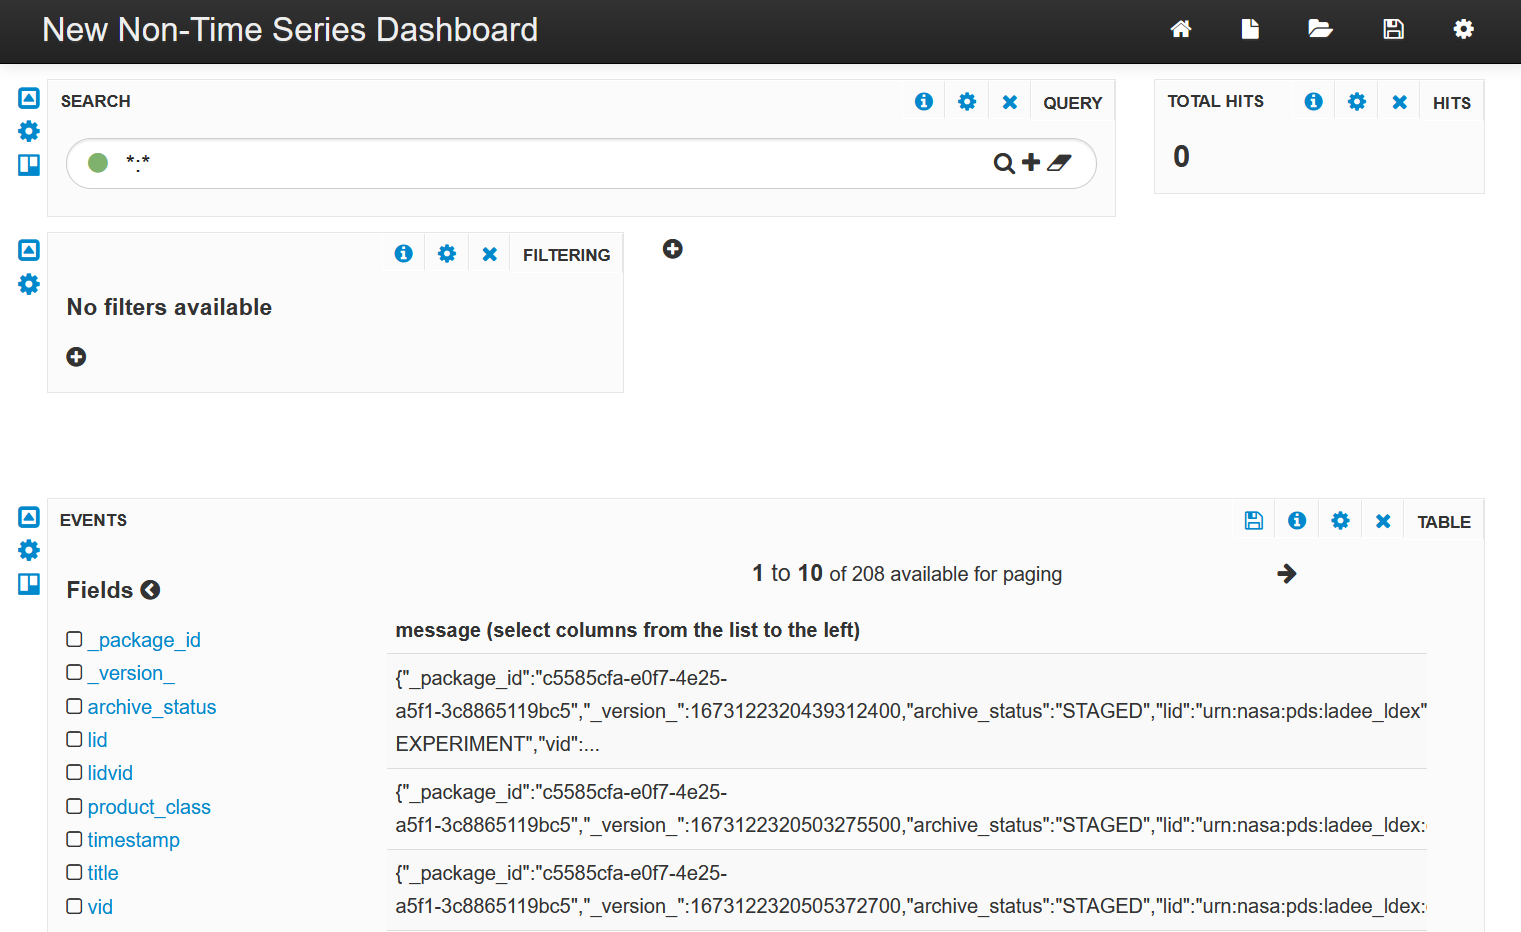 New Non-Time Series Dashboard
SEARCH
QUERY
*:*
TOTAL HITS
HITS
0
FILTERING
No filters available
EVENTS
TABLE
Fields
1 to 10 of 208 available for paging
_package_id
_version_
archive_status
lid
lidvid
product_class
timestamp
title
vid
message (select columns from the list to the left)
{"_package_id":"c5585cfa-e0f7-4e25-
a5f1-3c8865119bc5","_version_":1673122320439312400,"archive_status":"STAGED","lid":"urn:nasa:pds:ladee_ldex"
EXPERIMENT","vid":...
{"_package_id":"c5585cfa-e0f7-4e25-
a5f1-3c8865119bc5","_version_":1673122320503275500,"archive_status":"STAGED","lid":"urn:nasa:pds:ladee_ldex:
{"_package_id":"c5585cfa-e0f7-4e25-
a5f1-3c8865119bc5","_version_":1673122320505372700,"archive_status":"STAGED","lid":"urn:nasa:pds:ladee_ldex: